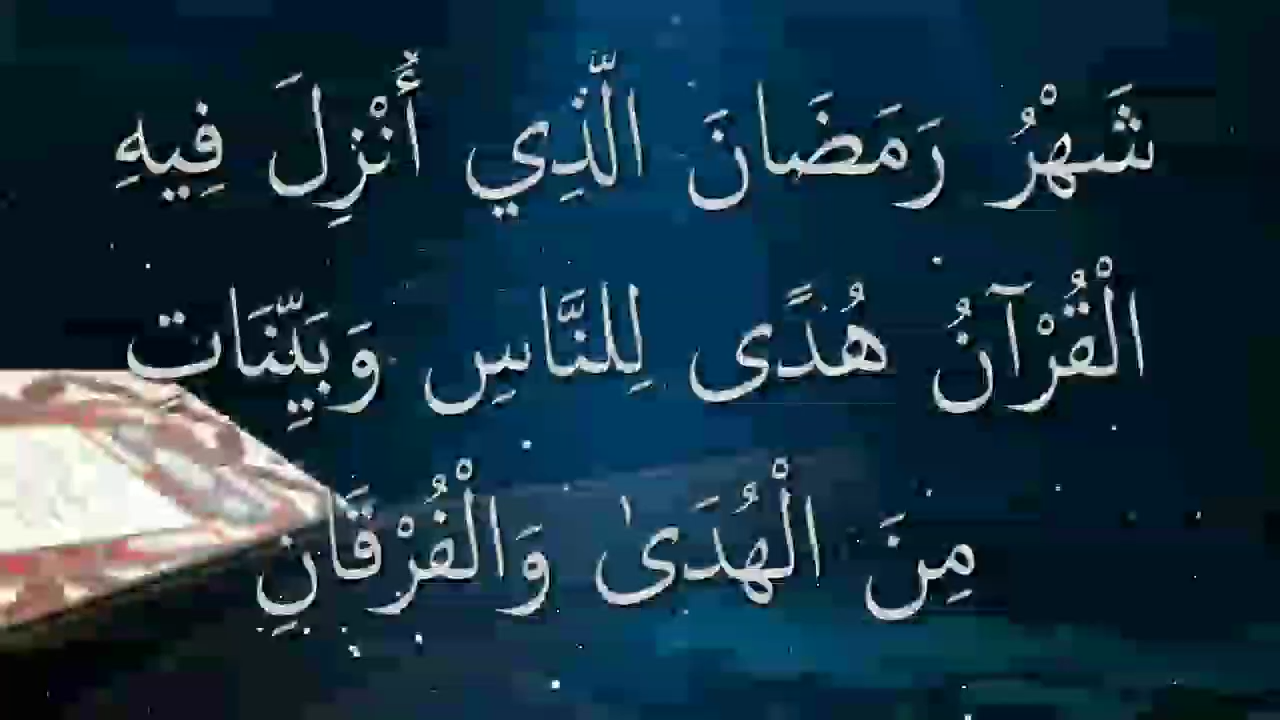 شَهْرُ رَمَضَانَ الَّذِي أُنْزِلَ فِيهِ
الْقُرْآنُ هُدًى لِلنَّاسِ وَبَيِّنَاتٍ
مِنَ الْهُدَىٰ وَالْفُرْقَانِ